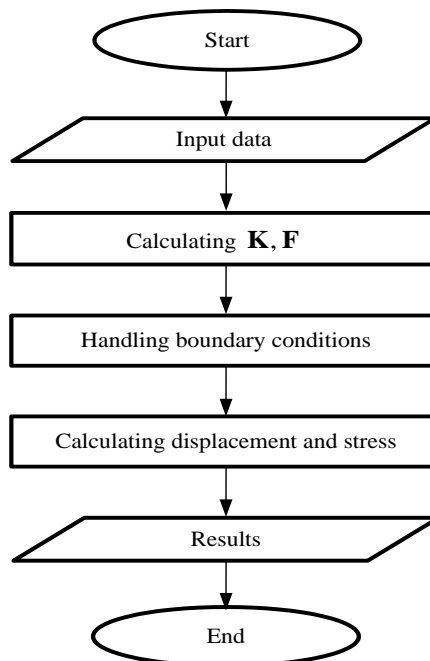 Start
Input data
Calculating K, F
Handling boundary conditions
Calculating displacement and stress
Results
End